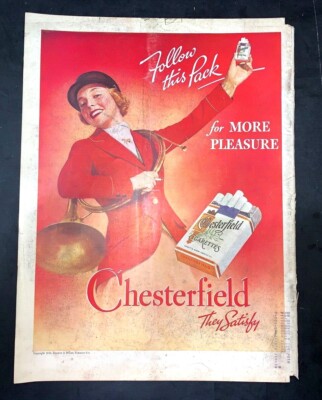 Follow
this Pack
for MORE
PLEASURE
Chesterfield
CIGARETTES
Chesterfield
They Satisfy